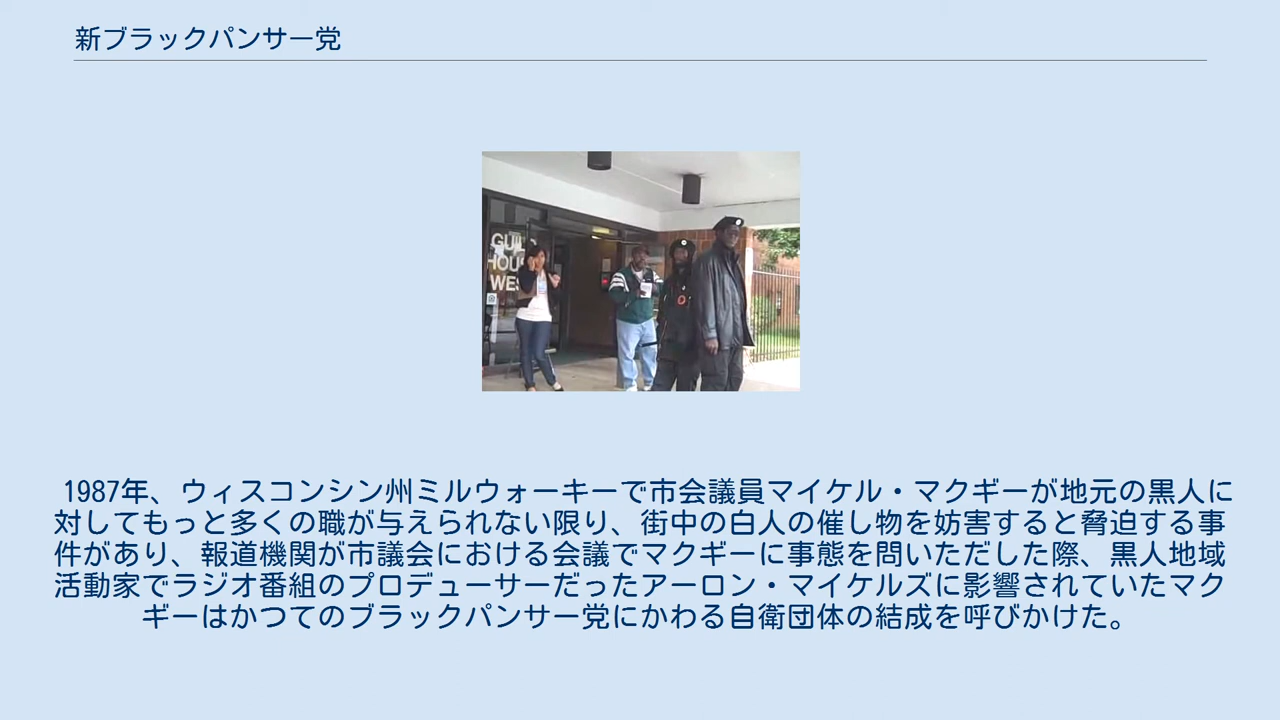 新ブラックパンサー党
GUILD
HOUSE
WES
1987年、ウィスコンシン州ミルウォーキーで市会議員マイケル・マクギーが地元の黒人に
対してもっと多くの職が与えられない限り、街中の白人の催し物を妨害すると脅迫する事
件があり、報道機関が市議会における会議でマクギーに事態を問いただした際、黒人地域
活動家でラジオ番組のプロデューサーだったアーロン・マイケルズに影響されていたマク
ギーはかつてのブラックパンサー党にかわる自衛団体の結成を呼びかけた。